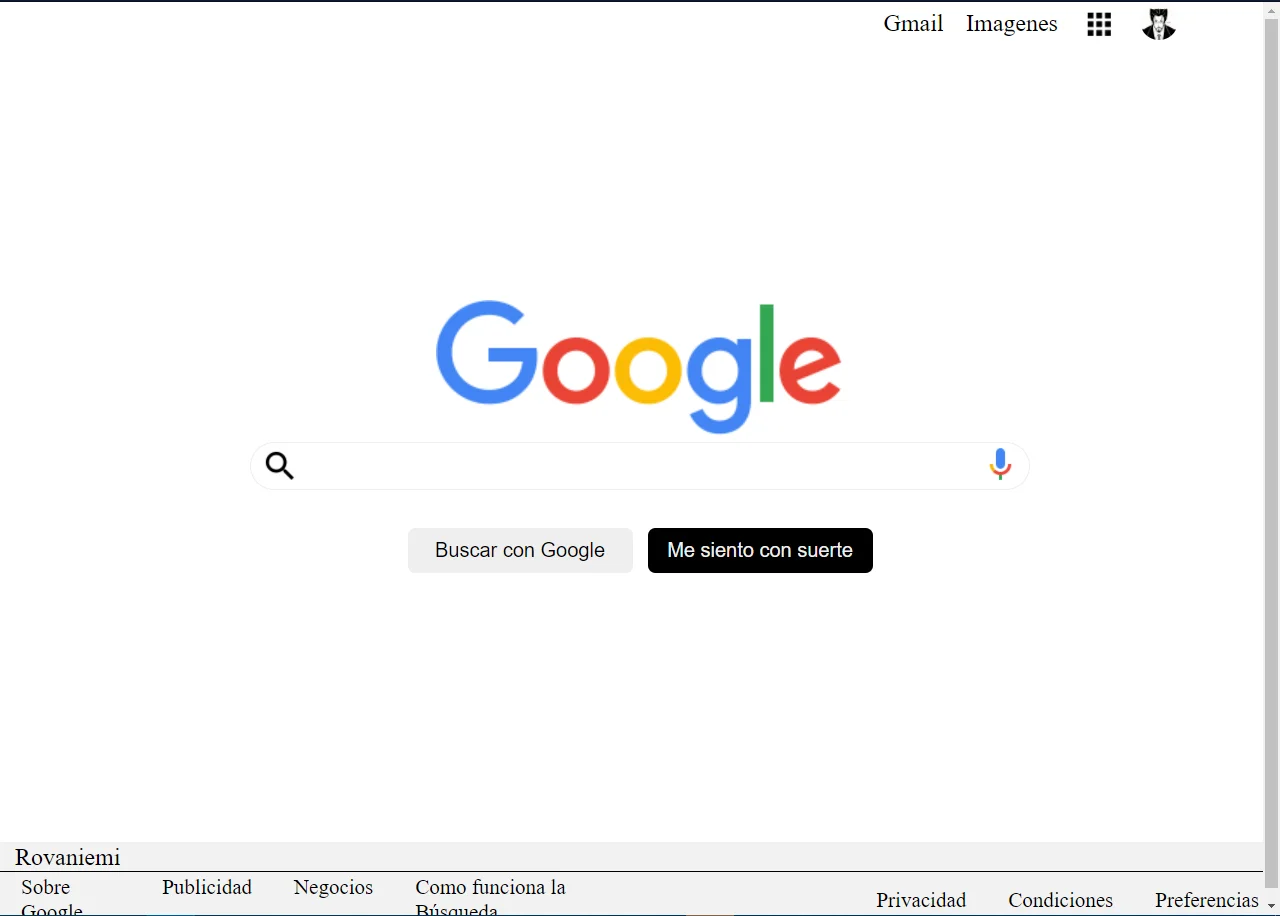 Gmail Imagenes
Google
Buscar con Google Me siento con suerte
Rovaniemi
Sobre Google
Publicidad
Negocios
Como funciona la
Búsqueda
Privacidad
Condiciones
Preferencias